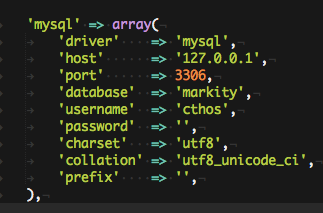 'mysql' => array(
'driver' => 'mysql',
'host' => '127.0.0.1',
'port' => 3306,
'database' => 'markity',
'username' => 'cthos',
'password' => '',
'charset' => 'utf8',
'collation' => 'utf8_unicode_ci',
'prefix' => '',
),